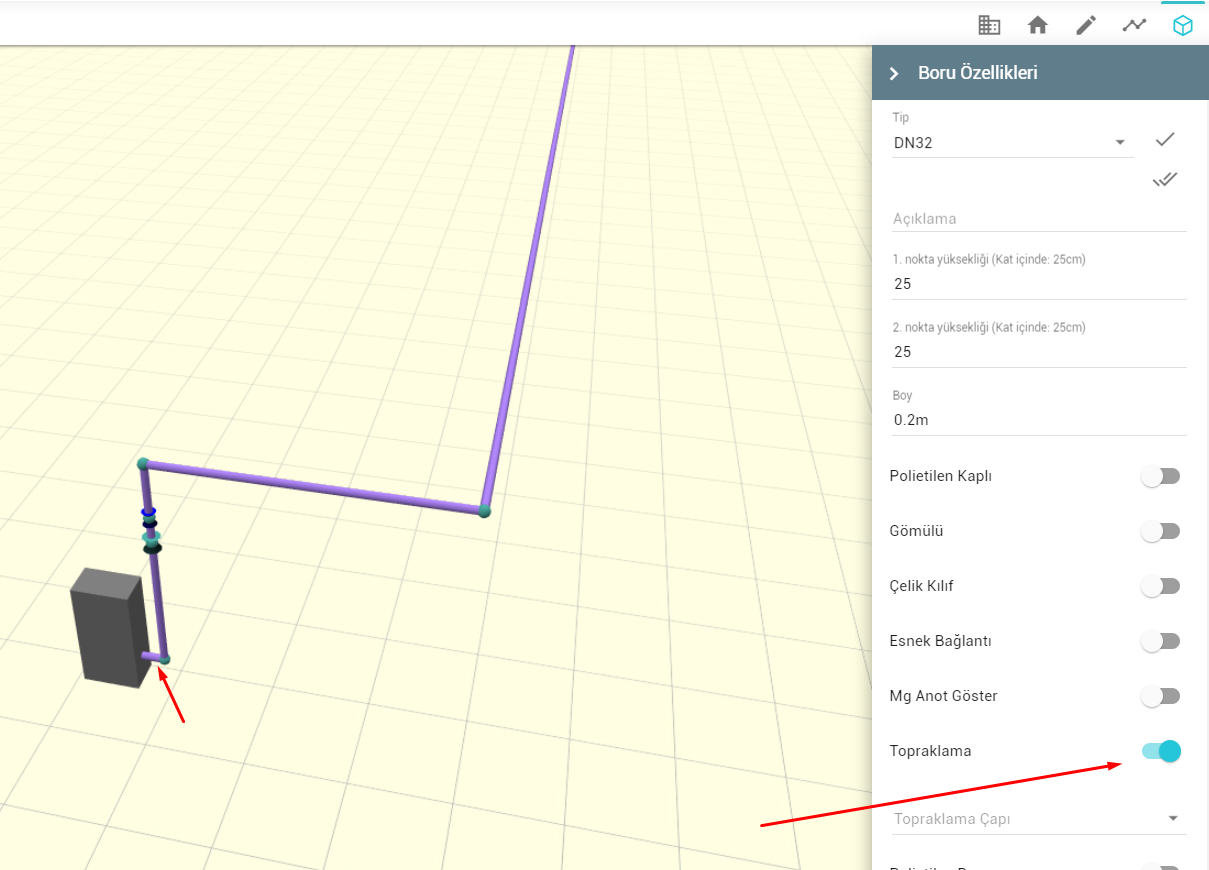 Boru Özellikleri
Tip
DN32
Açıklama
1. nokta yüksekliği (Kat içinde: 25cm)
25
2. nokta yüksekliği (Kat içinde: 25cm)
25
Boy
0.2m
Polietilen Kaplı
Gömülü
Çelik Kılıf
Esnek Bağlantı
Mg Anot Göster
Topraklama
Topraklama Çapı